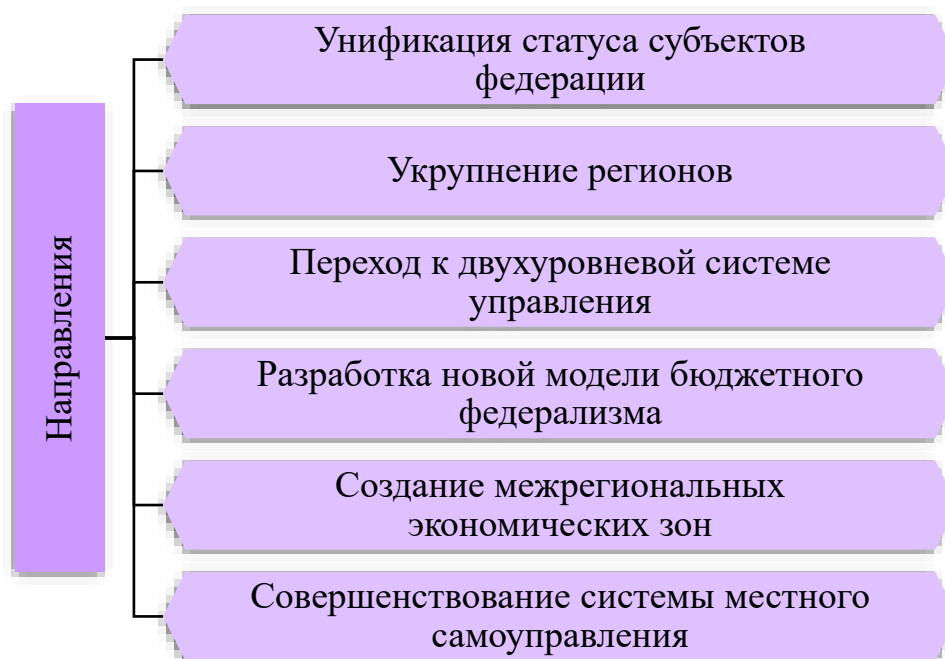 Направления
Унификация статуса субъектов
федерации
Укрупнение регионов
Переход к двухуровневой системе
управления
Разработка новой модели бюджетного
федерализма
Создание межрегиональных
экономических зон
Совершенствование системы местного
самоуправления